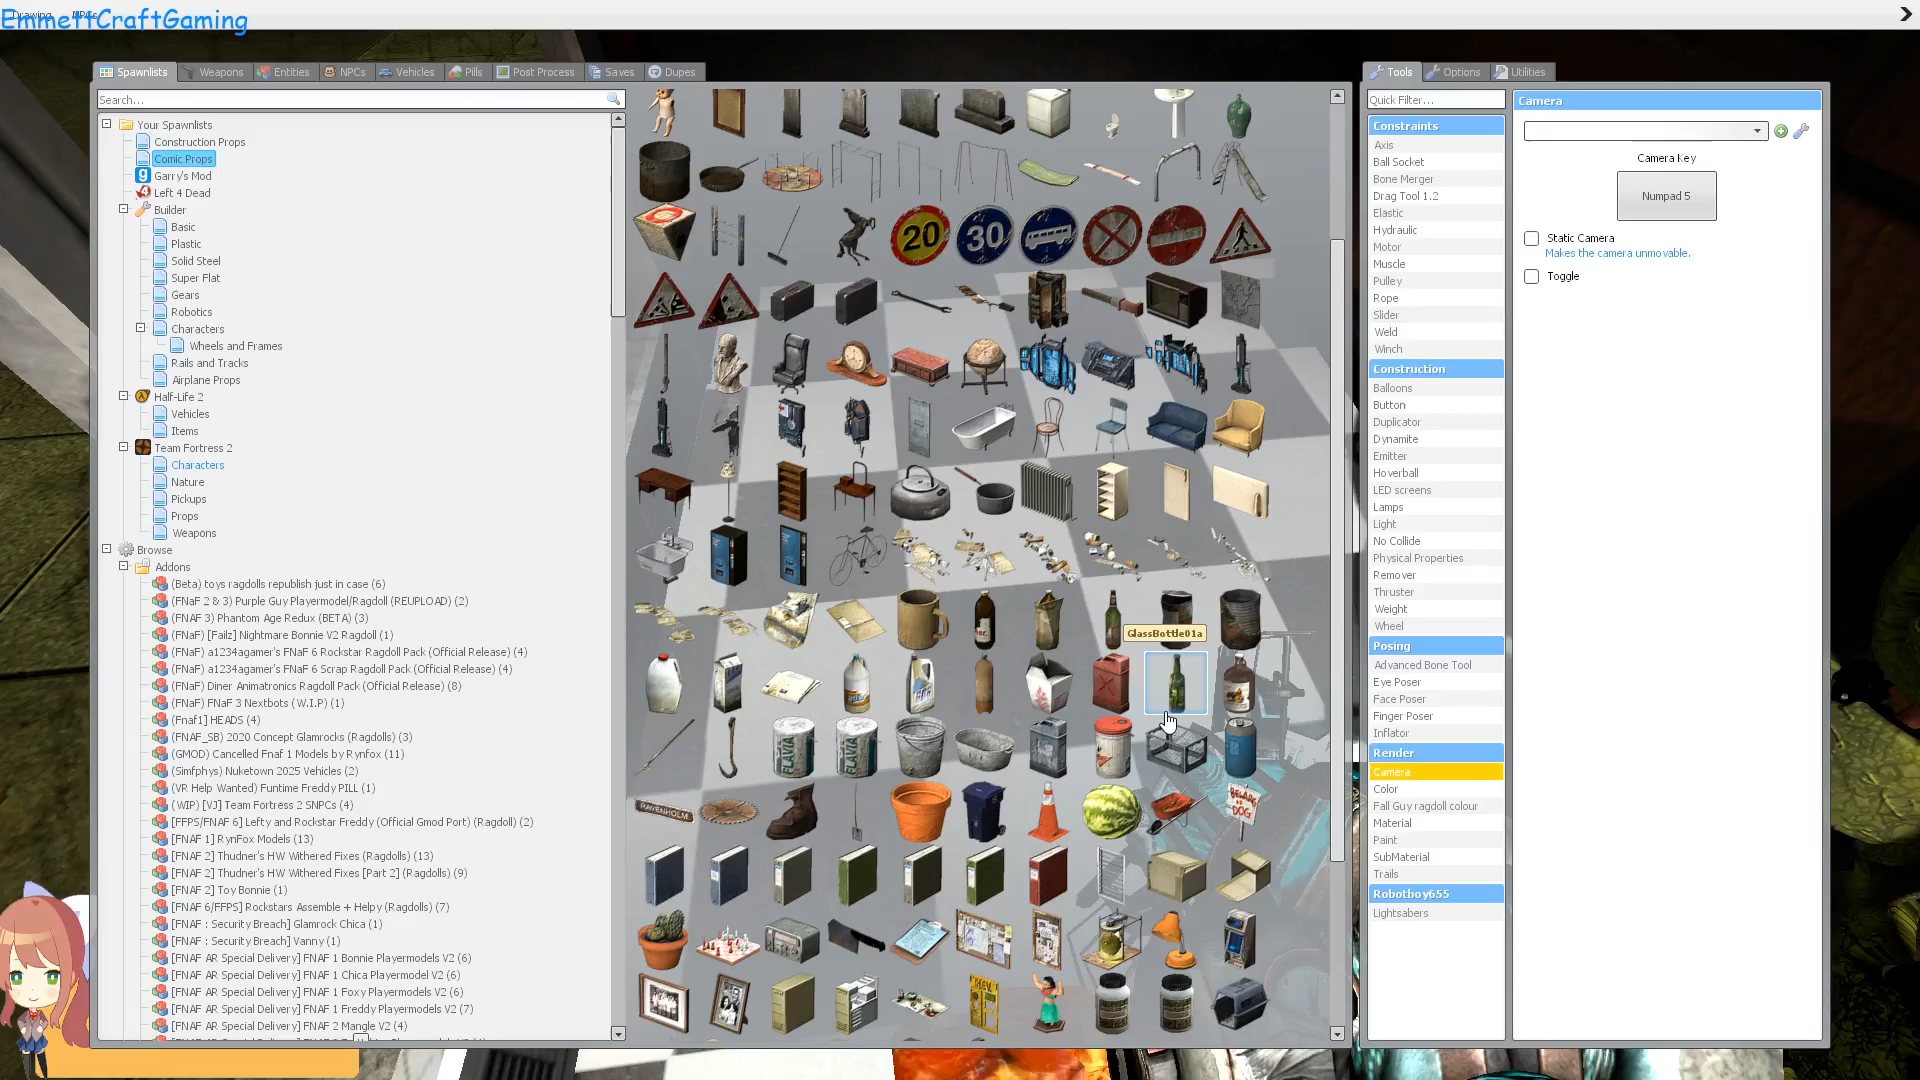 Drawing NPCs
EmmettCraftGaming
Spawnlists Weapons Entities NPCs Vehicles Pills Post Process Saves Dupes
Search...
Your Spawnlists
Construction Props
Comic Props
Garry's Mod
Left 4 Dead
Builder
Basic
Plastic
Solid Steel
Super Flat
Gears
Robotics
Characters
Wheels and Frames
Rails and Tracks
Airplane Props
Half-Life 2
Vehicles
Items
Team Fortress 2
Characters
Nature
Pickups
Props
Weapons
Browse
Addons
(Beta) toys ragdolls republish just in case (6)
(FNaF 2 & 3) Purple Guy Playermodel/Ragdoll (REUPLOAD) (2)
(FNAF 3) Phantom Age Redux (BETA) (3)
(FNaF) [Failz] Nightmare Bonnie V2 Ragdoll (1)
(FNAF) a1234agamer's FNAF 6 Rockstar Ragdoll Pack (Official Release) (4)
(FNAF) a1234agamer's FNAF 6 Scrap Ragdoll Pack (Official Release) (4)
(FNaF) Diner Animatronics Ragdoll Pack (Official Release) (8)
(FNaF) FNAF 3 Nextbots (W.I.P) (1)
(Fnaf1] HEADS (4)
(FNAF_SB) 2020 Concept Glamrocks (Ragdolls) (3)
(GMOD) Cancelled Fnaf 1 Models by Rynfox (11)
(Simfphys) Nuketown 2025 Vehicles (2)
(VR Help Wanted) Funtime Freddy PILL (1)
(WIP) [VJ] Team Fortress 2 SNPCs (4)
[FFPS/FNAF 6] Lefty and Rockstar Freddy (Official Gmod Port) (Ragdoll) (2)
[FNAF 1] RynFox Models (13)
[FNAF 2] Thudner's HW Withered Fixes (Ragdolls) (13)
[FNAF 2] Thudner's HW Withered Fixes [Part 2] (Ragdolls) (9)
[FNAF 2] Toy Bonnie (1)
[FNAF 6/FFPS] Rockstars Assemble + Helpy (Ragdolls) (7)
[FNAF : Security Breach] Glamrock Chica (1)
[FNAF : Security Breach] Vanny (1)
[FNAF AR Special Delivery] FNAF 1 Bonnie Playermodels V2 (6)
[FNAF AR Special Delivery] FNAF 1 Chica Playermodels V2 (6)
[FNAF AR Special Delivery] FNAF 1 Foxy Playermodels V2 (6)
[FNAF AR Special Delivery] FNAF 1 Freddy Playermodels V2 (7)
[FNAF AR Special Delivery] FNAF 2 Mangle V2 (4)
20 30
GlassBottle01a
RAVENHOLM
BEWARE
DOG
Tools Options Utilities
Quick Filter...
Constraints
Axis
Ball Socket
Bone Merger
Drag Tool 1.2
Elastic
Hydraulic
Motor
Muscle
Pulley
Rope
Slider
Weld
Winch
Construction
Balloons
Button
Duplicator
Dynamite
Emitter
Hoverball
LED screens
Lamps
Light
No Collide
Physical Properties
Remover
Thruster
Weight
Wheel
Posing
Advanced Bone Tool
Eye Poser
Face Poser
Finger Poser
Inflator
Render
Camera
Color
Fall Guy ragdoll colour
Material
Paint
SubMaterial
Trails
Robotboy655
Lightsabers
Camera
Camera Key
Numpad 5
Static Camera
Makes the camera unmovable.
Toggle